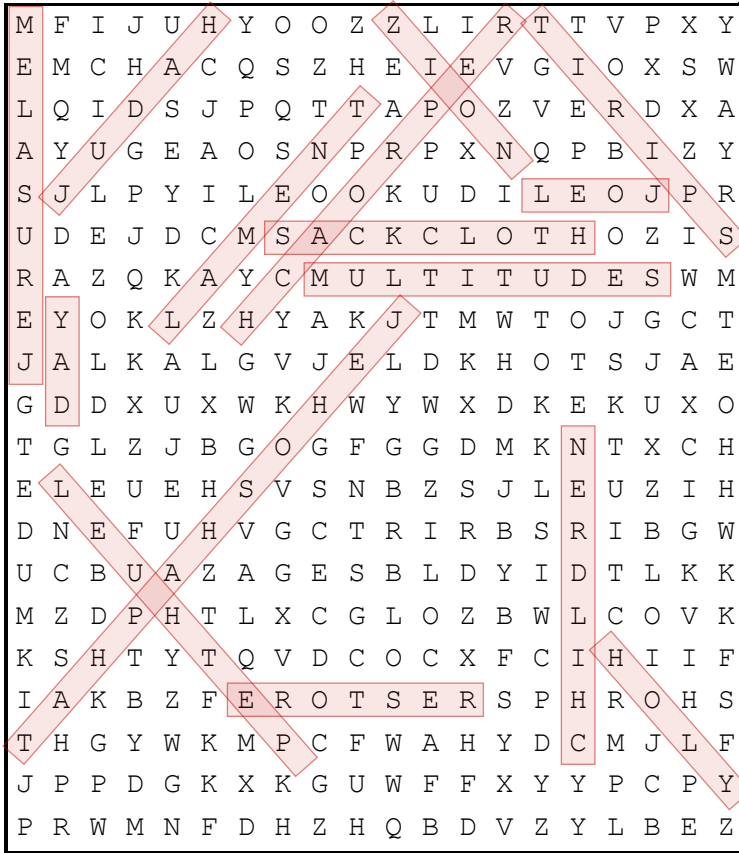 M F I J U H Y O O Z Z L I R T T V P X Y
E M C H A C Q S Z H E I E V G I O X S W
L Q I D S J P Q T T A P O Z V E R D X A
A Y U G E A O S N P R P X N Q P B I Z Y
S J L P Y I L E O O K U D I L E O J P R
U D E J D C M S A C K C L O T H O Z I S
R A Z Q K A Y C M U L T I T U D E S W M
E Y O K L Z H Y A K J T M W T O J G C T
J A L K A L G V J E L D K H O T S J A E
G D D X U X W K H W Y W X D K E K U X O
T G L Z J B G O G F G G D M K N T X C H
E L E U E H S V S N B Z S J L E U Z I H
D N E F U H V G C T R I R B S R I B G W
U C B U A Z A G E S B L D Y I D T L K K
M Z D P H T L X C G L O Z B W L C O V K
K S H T Y T Q V D C O C X F C I H I I F
I A K B Z F E R O T S E R S P H R O H S
T H G Y W K M P C F W A H Y D C M J L F
J P P D G K X K G U W F F X Y Y P C P Y
P R W M N F D H Z H Q B D V Z Y L B E Z